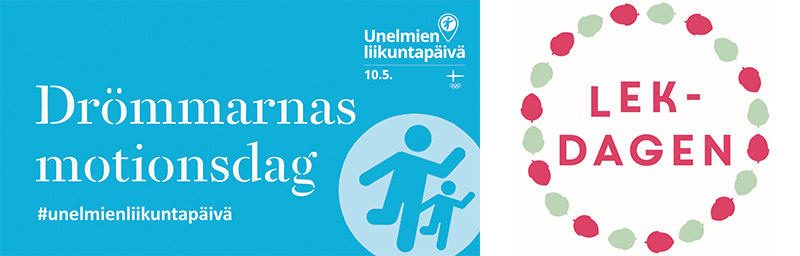 Unelmien
liikuntapäivä
10.5.
Drömmarnas
motionsdag
#unelmienliikuntapäivä
LEK-
DAGEN